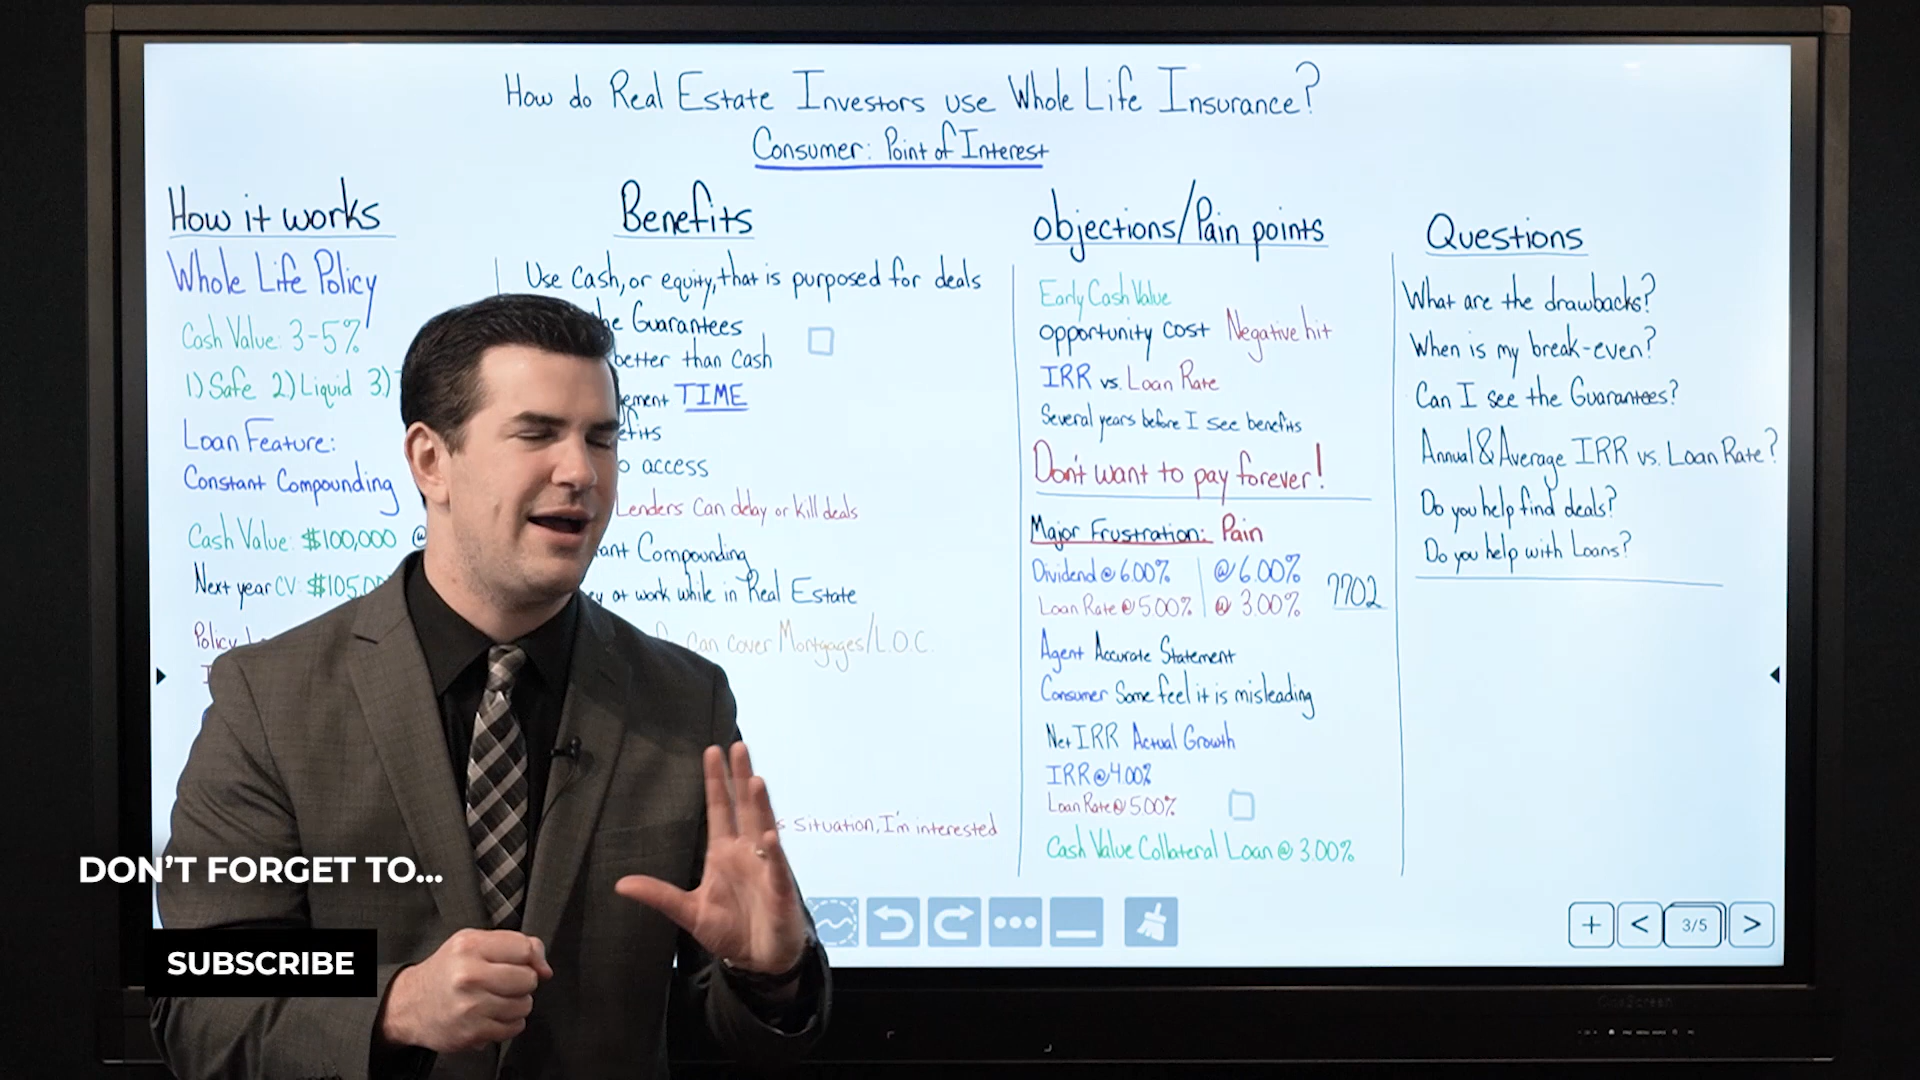 How do Real Estate Investors use Whole Life Insurance?
Consumer: Point of Interest
How it works
Whole Life Policy
Cash Value: 3-5%
1) Safe 2) Liquid 3)
Loan Feature:
Constant Compounding
Cash Value: $100,000 @
Next year CV: $105,0
Policy
Benefits
Use Cash, or equity, that is purposed for deals
Guarantees
better than Cash
TIME
access
Lenders can delay or kill deals
Compounding
at work while in Real Estate
can cover Mortgages/L.O.C.
situation, I'm interested
Objections/Pain points
Early Cash Value
Opportunity Cost Negative hit
IRR vs. Loan Rate
Several years before I see benefits
Don't want to pay forever!
Major Frustration: Pain
Dividend @ 6.00% @ 6.00%
Loan Rate @ 5.00% @ 3.00%
7702
Agent Accurate Statement
Consumer Some feel it is misleading
Net IRR Actual Growth
IRR @ 4.00%
Loan Rate @ 5.00%
Cash Value Collateral Loan @ 3.00%
Questions
What are the drawbacks?
When is my break-even?
Can I see the Guarantees?
Annual & Average IRR vs. Loan Rate?
Do you help find deals?
Do you help with Loans?
3/5
DON'T FORGET TO...
SUBSCRIBE